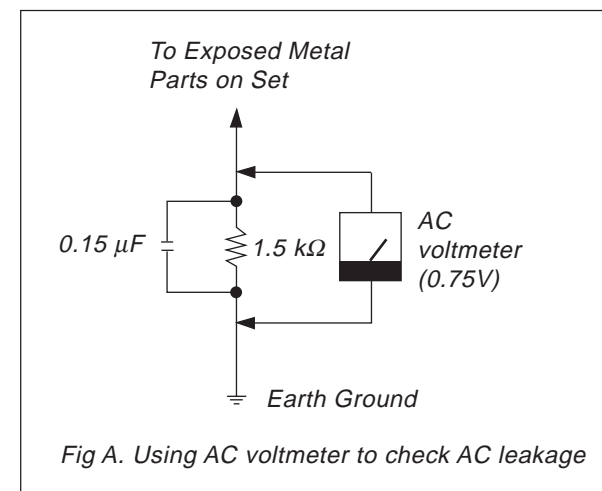 To Exposed Metal
Parts on Set
0.15 μF
1.5 kΩ
AC
voltmeter
(0.75V)
Earth Ground
Fig A. Using AC voltmeter to check AC leakage